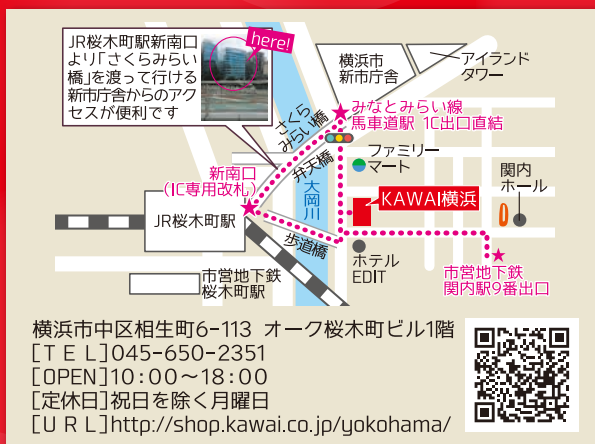 JR桜木町駅新南口
より「さくらみらい
橋」を渡って行ける
新市庁舎からのアク
セスが便利です
here!
横浜市
新市庁舎
アイランド
タワー
みなとみらい線
馬車道駅 1C出口直結
さくら
みらい橋
弁天橋
大岡川
ファミリー
マート
新南口
(IC専用改札)
KAWAI横浜
関内
ホール
JR桜木町駅
歩道橋
ホテル
EDIT
市営地下鉄
関内駅9番出口
市営地下鉄
桜木町駅
横浜市中区相生町6-113 オーク桜木町ビル1階
[TEL]045-650-2351
[OPEN]10:00〜18:00
[定休日]祝日を除く月曜日
[URL]http://shop.kawai.co.jp/yokohama/